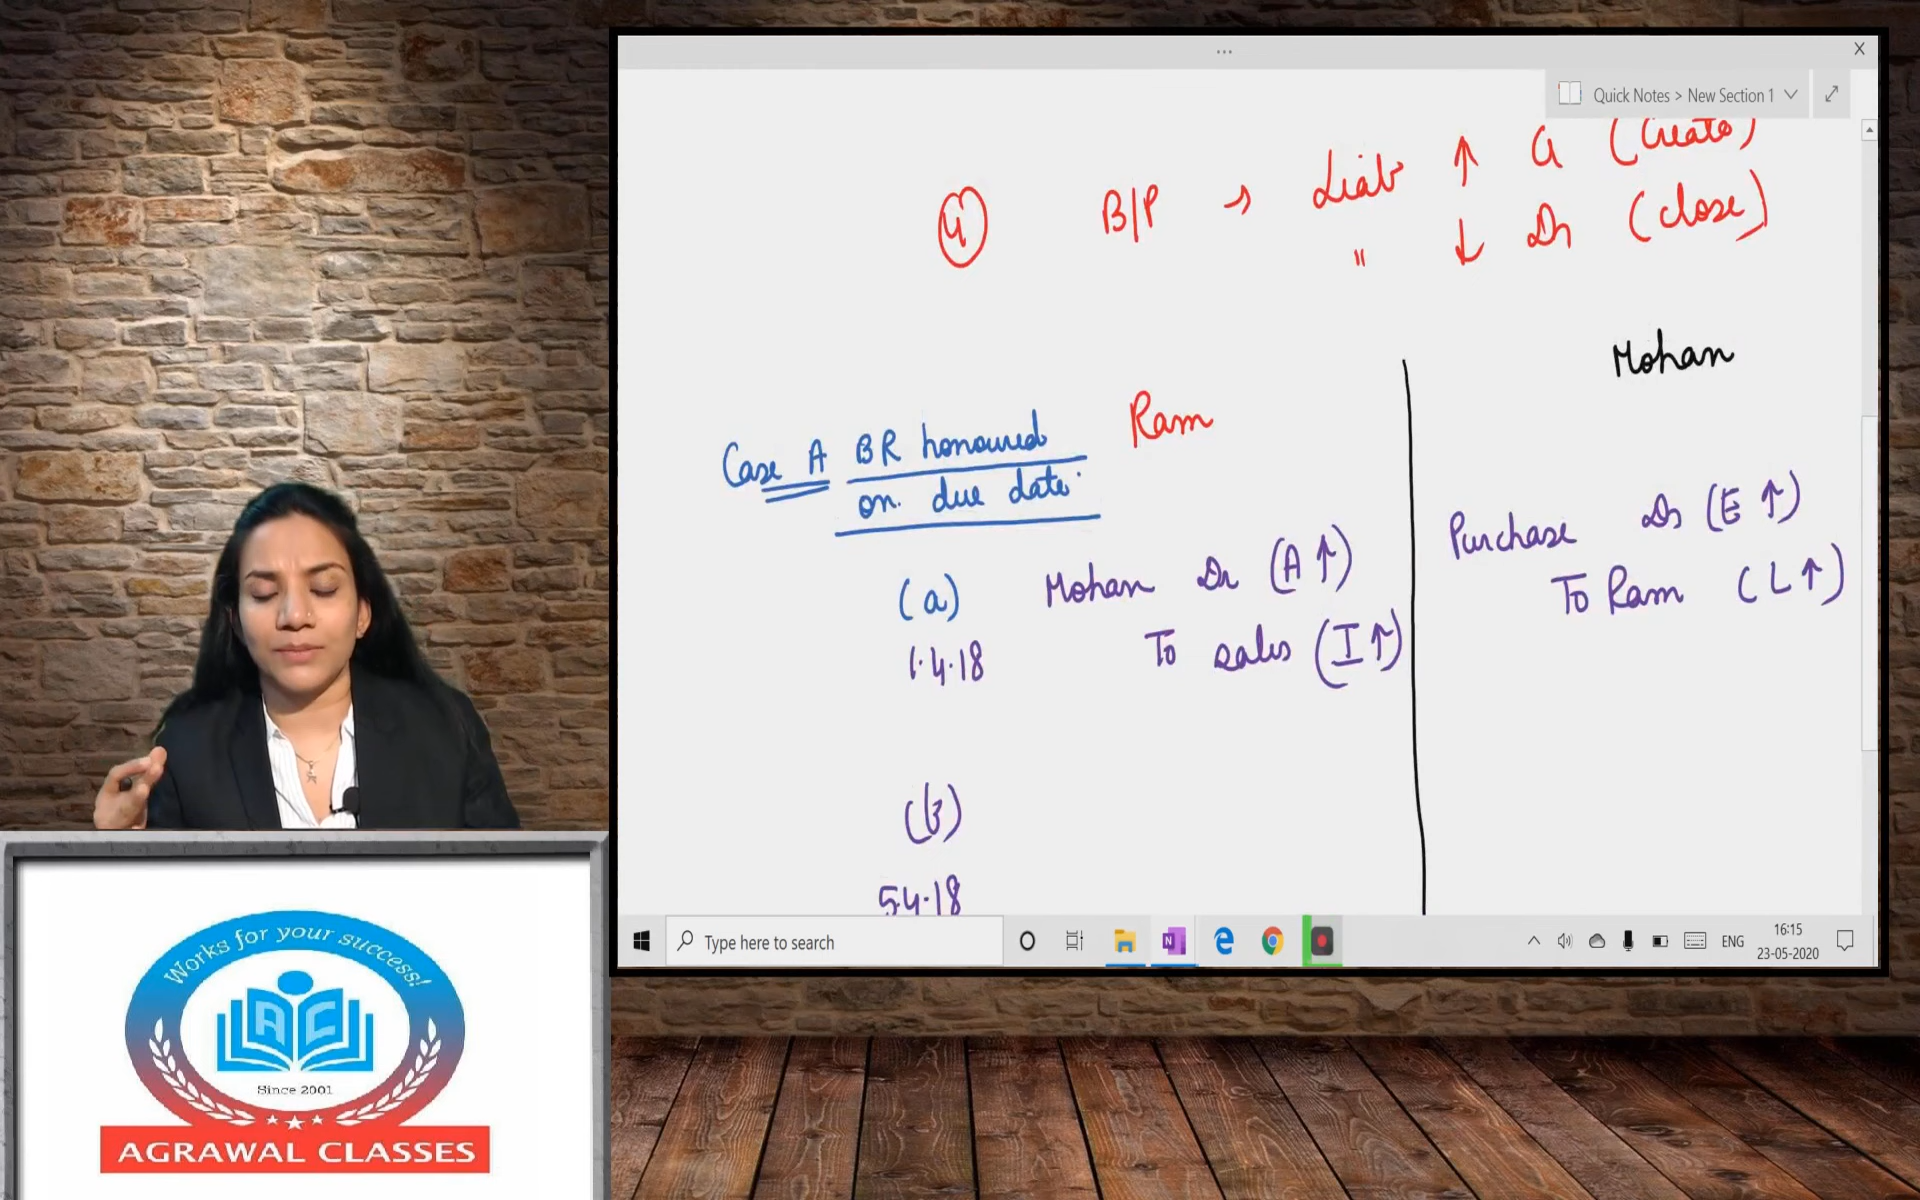 Quick Notes > New Section 1
④ B/P → Liab ↑ Cr (Create)
" ↓ Dr (close)
Mohan
Ram
Case A BR honoured
on due date.
(a) Mohan Dr (A↑)
Purchase Dr (E↑)
To Ram (L↑)
1.4.18 To sales (I↑)
(b)
5.4.18
Type here to search
ENG
16:15
23-05-2020
Works for your success!
AC
Since 2001
AGRAWAL CLASSES